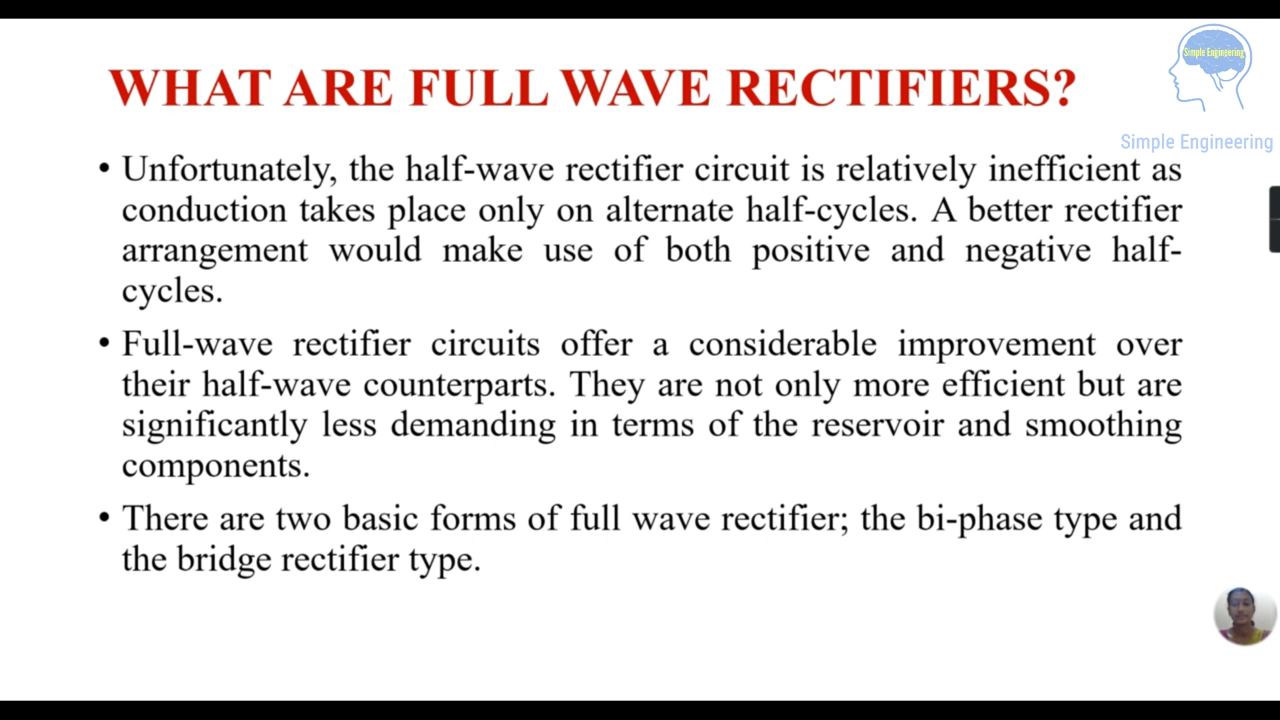 Simple Engineering
WHAT ARE FULL WAVE RECTIFIERS?
Simple Engineering
• Unfortunately, the half-wave rectifier circuit is relatively inefficient as
conduction takes place only on alternate half-cycles. A better rectifier
arrangement would make use of both positive and negative half-
cycles.
• Full-wave rectifier circuits offer a considerable improvement over
their half-wave counterparts. They are not only more efficient but are
significantly less demanding in terms of the reservoir and smoothing
components.
• There are two basic forms of full wave rectifier; the bi-phase type and
the bridge rectifier type.